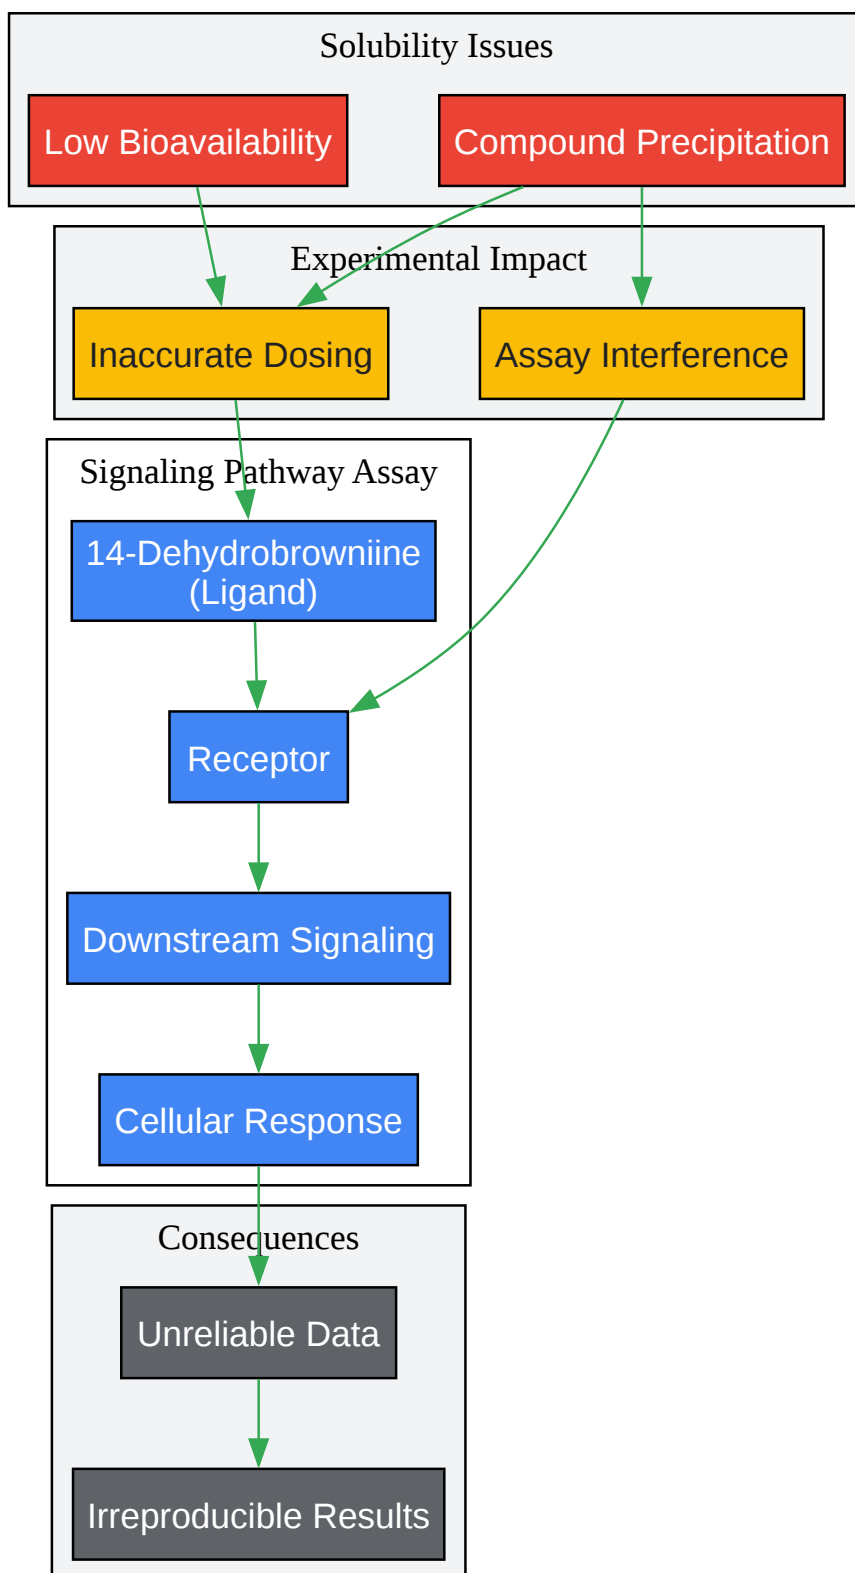 Solubility Issues
Low Bioavailability
Compound Precipitation
Experimental Impact
Inaccurate Dosing
Assay Interference
Signaling Pathway Assay
14-Dehydrobrowniine
(Ligand)
Receptor
Downstream Signaling
Cellular Response
Consequences
Unreliable Data
Irreproducible Results